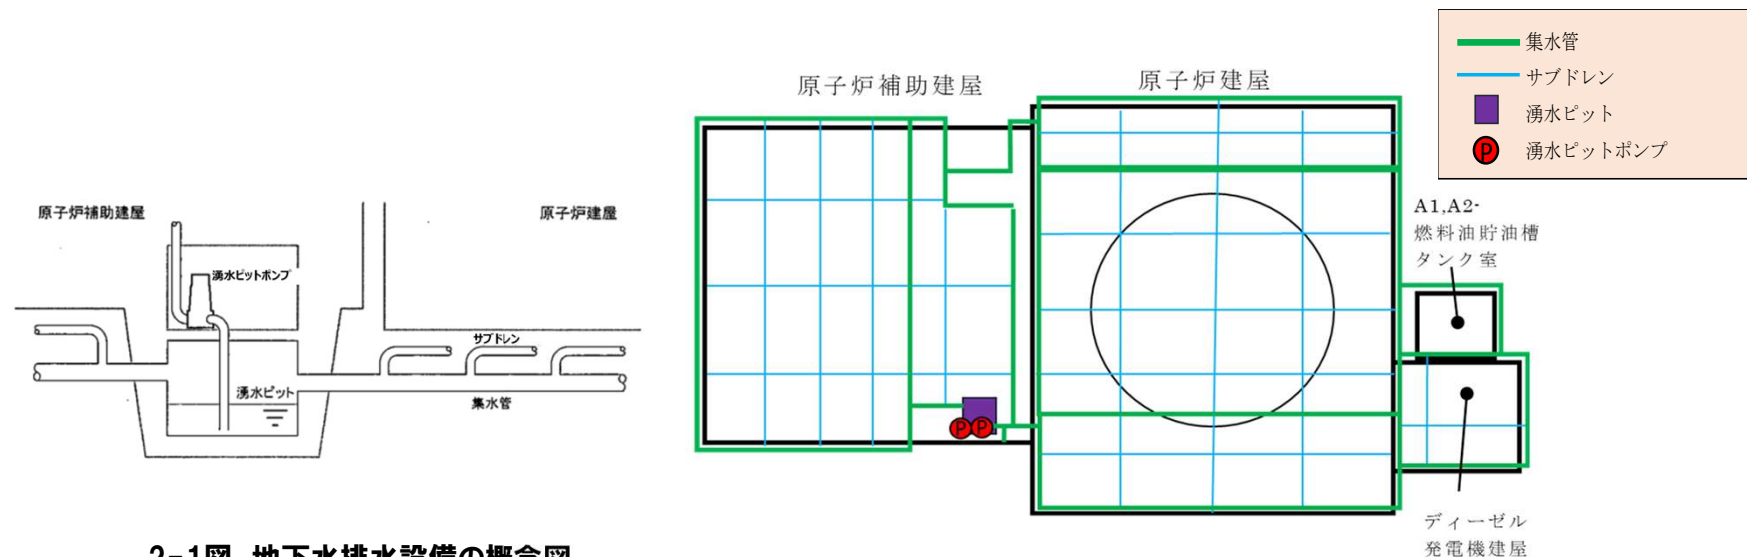 原子炉補助建屋
原子炉建屋
湧水ピットポンプ
サブドレン
湧水ピット
集水管
2-1図 地下水排水設備の概念図
原子炉補助建屋
原子炉建屋
集水管
サブドレン
湧水ピット
P
湧水ピットポンプ
A1,A2-
燃料油貯油槽
タンク室
P P
ディーゼル
発電機建屋